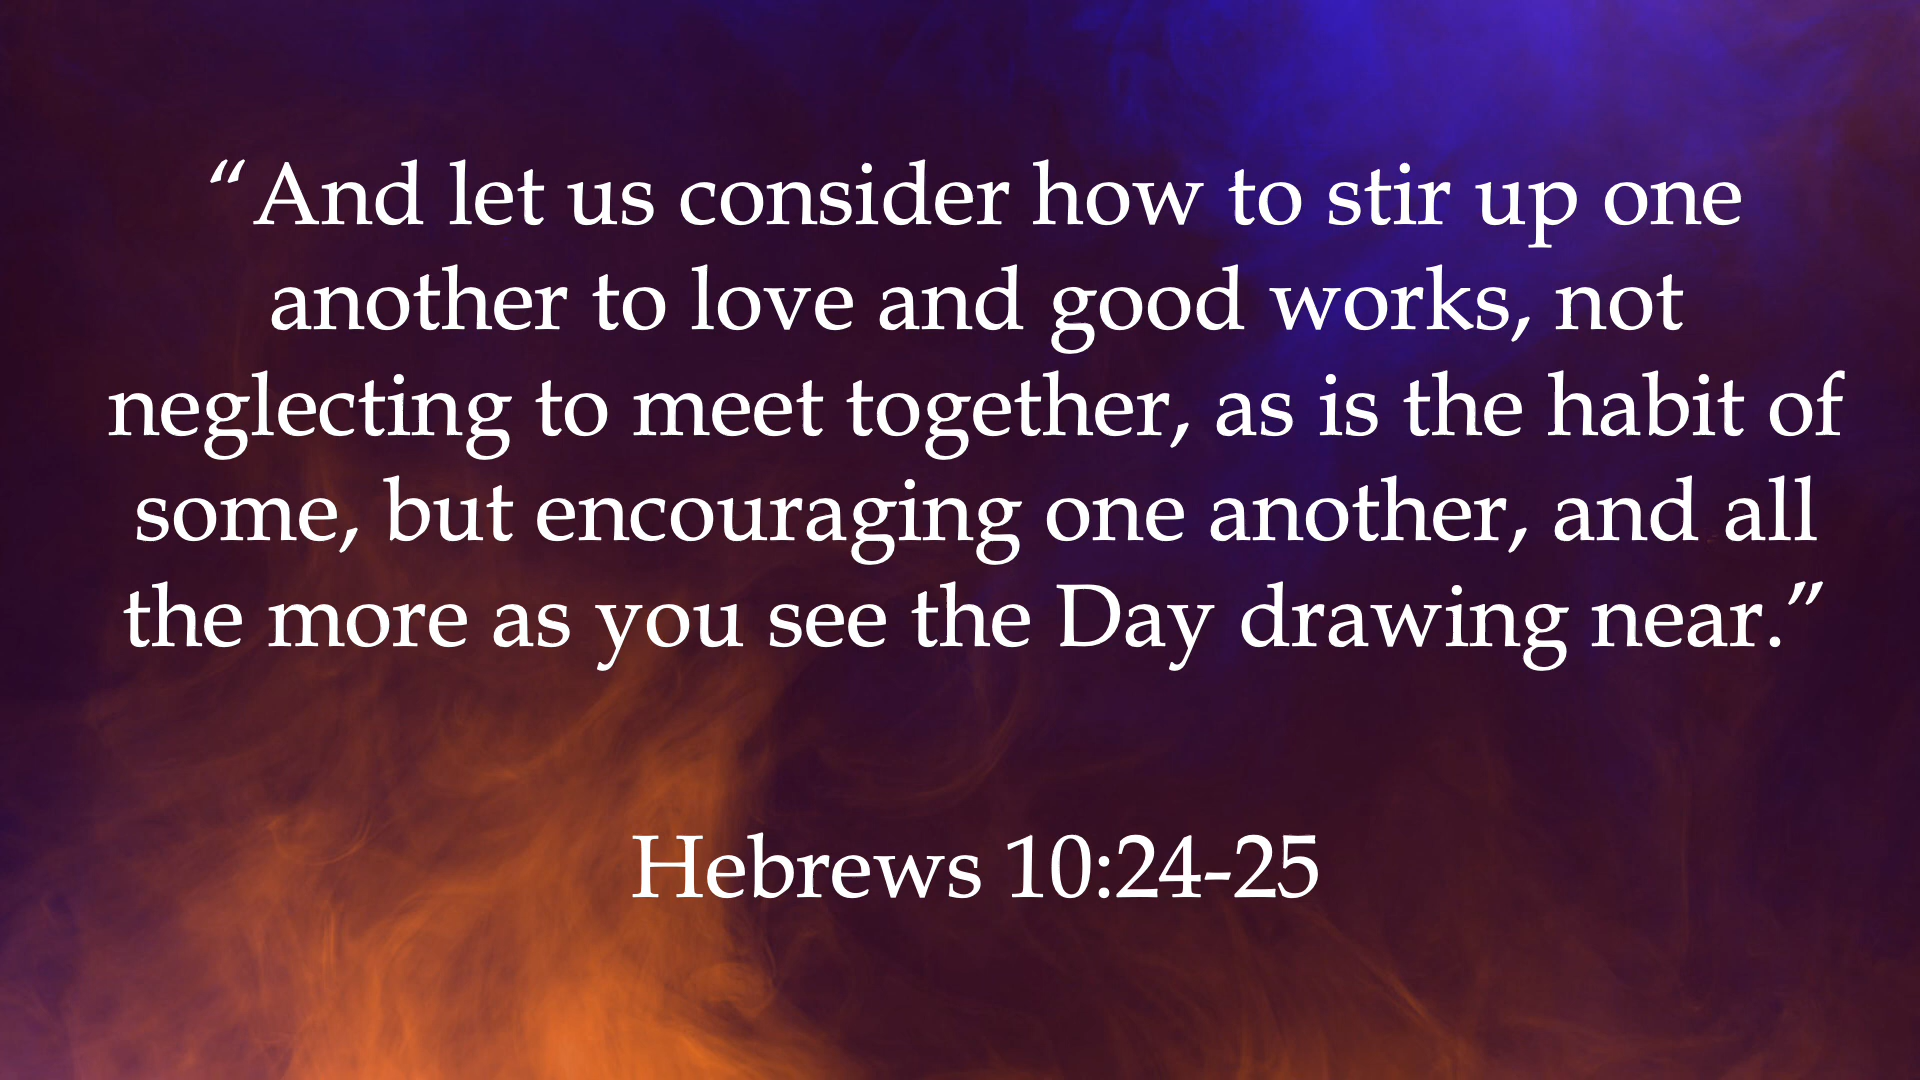 “And let us consider how to stir up one
another to love and good works, not
neglecting to meet together, as is the habit of
some, but encouraging one another, and all
the more as you see the Day drawing near.”
Hebrews 10:24-25